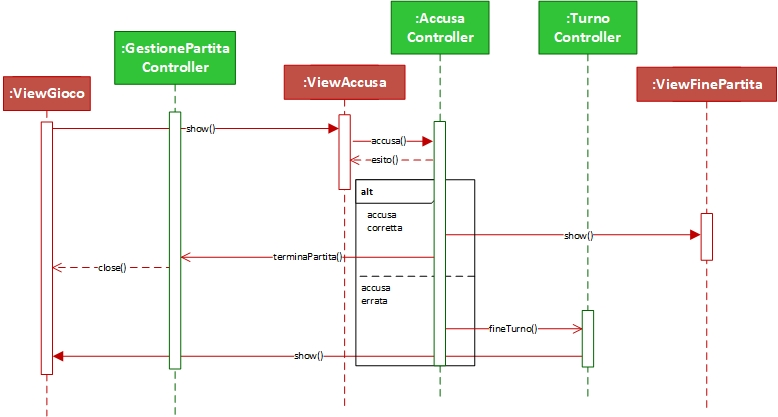 :Accusa
Controller
:Turno
Controller
:GestionePartita
Controller
:ViewGioco
:ViewAccusa
:ViewFinePartita
show()
accusa()
esito()
alt
accusa
corretta
show()
terminaPartita()
close()
accusa
errata
fineTurno()
show()